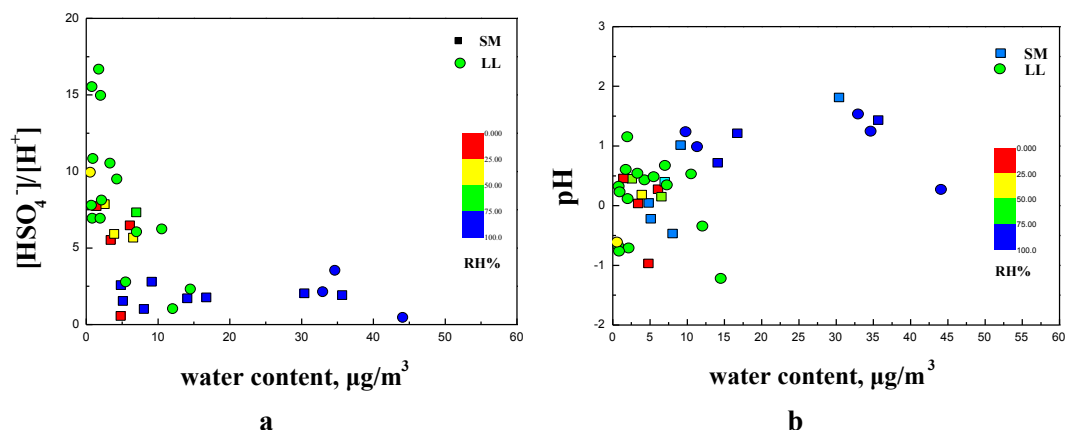 20
15
10
5
0
0 10 20 30 40 50 60
[HSO₄⁻]/[H⁺]
SM
LL
0.000
25.00
50.00
75.00
100.0
RH%
water content, μg/m³
a
3
2
1
0
-1
-2
0 5 10 15 20 25 30 35 40 45 50 55 60
pH
SM
LL
0.000
25.00
50.00
75.00
100.0
RH%
water content, μg/m³
b